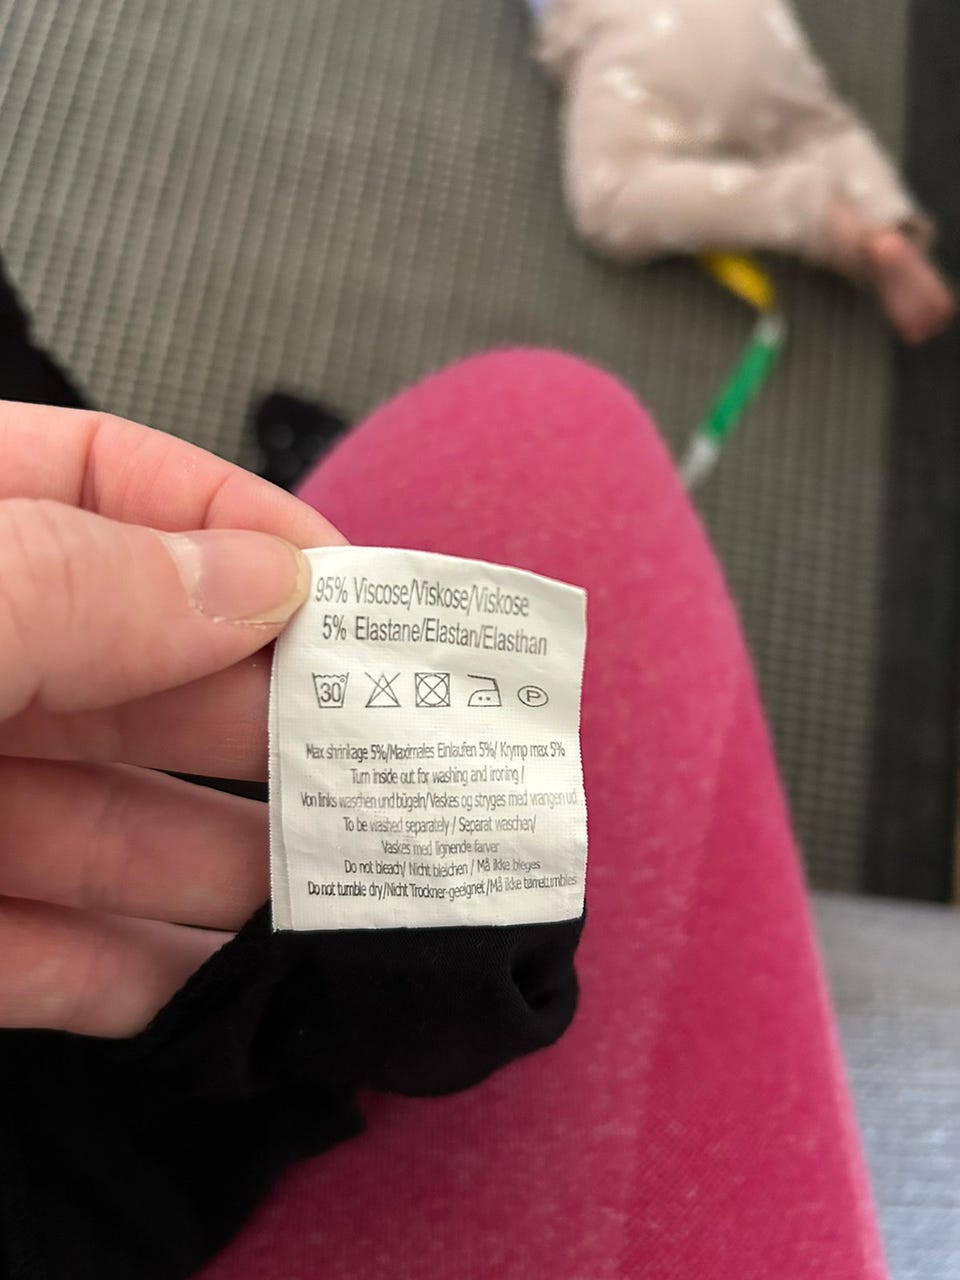 95% Viscose/Viskose/Viskose
5% Elastane/Elastan/Elasthan
30 P
Max shrinkage 5%/Maximales Einlaufen 5%/ Krymp max 5%
Turn inside out for washing and ironing /
Von links waschen und bügeln/Vaskes og stryges med vrangen ud
To be washed separately / Separat waschen/
Vaskes med lignende farver
Do not bleach/ Nicht bleichen / Må ikke bleges
Do not tumble dry/Nicht Trockner-geeignet /Må ikke tørretumbles